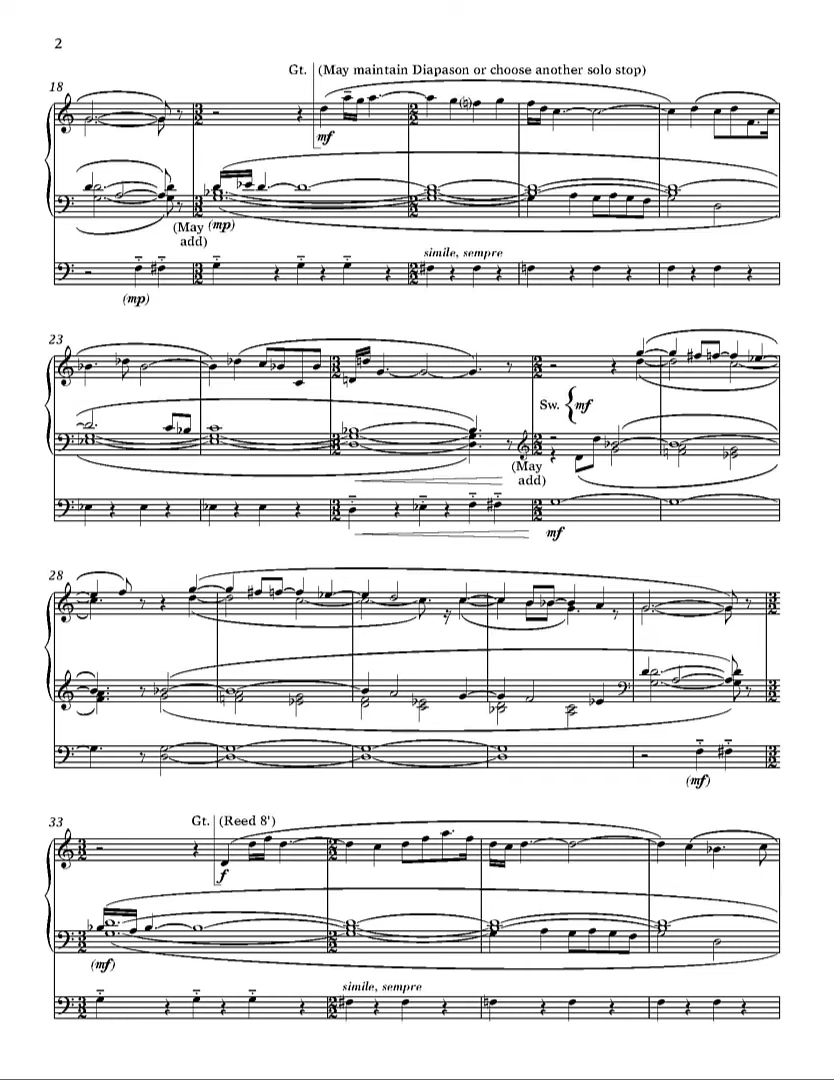 2
Gt. (May maintain Diapason or choose another solo stop)
18
mf
(May (mp)
add)
simile, sempre
(mp)
23
Sw. mf
(May
add)
mf
28
(mf)
33
Gt. (Reed 8')
f
(mf)
simile, sempre